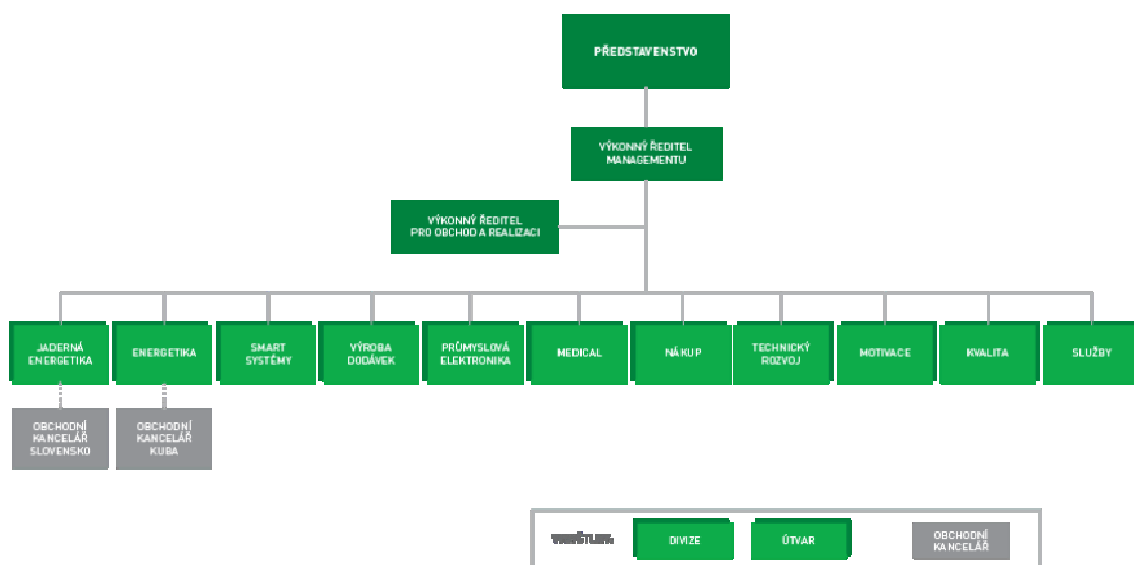 PŘEDSTAVENSTVO
VÝKONNÝ ŘEDITEL
MANAGEMENTU
VÝKONNÝ ŘEDITEL
PRO OBCHOD A REALIZACI
JADERNÁ
ENERGETIKA
ENERGETIKA
SMART
SYSTÉMY
VÝROBA
DODÁVEK
PRŮMYSLOVÁ
ELEKTRONIKA
MEDICAL
NÁKUP
TECHNICKÝ
ROZVOJ
MOTIVACE
KVALITA
SLUŽBY
OBCHODNÍ
KANCELÁŘ
SLOVENSKO
OBCHODNÍ
KANCELÁŘ
KUBA
DIVIZE
ÚTVAR
OBCHODNÍ
KANCELÁŘ